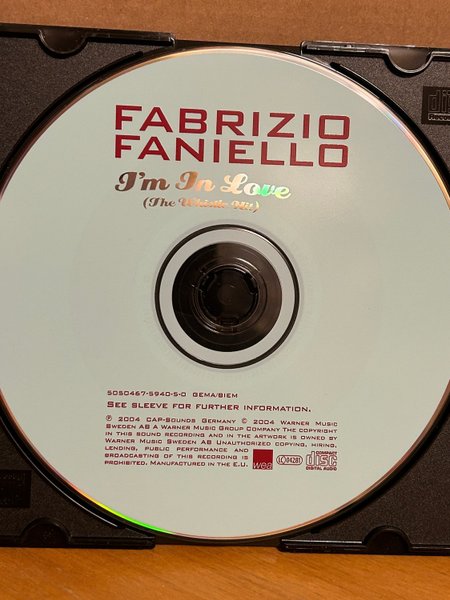 FABRIZIO
FANIELLO
I'm In Love
(The Whistle Hit)
5050467-5940-5-0 GEMA/BIEM
SEE SLEEVE FOR FURTHER INFORMATION.
℗ 2004 CAP-SOUNDS GERMANY © 2004 WARNER MUSIC
SWEDEN AB A WARNER MUSIC GROUP COMPANY THE COPYRIGHT
IN THIS SOUND RECORDING AND IN THE ARTWORK IS OWNED BY
WARNER MUSIC SWEDEN AB UNAUTHORIZED COPYING, HIRING,
LENDING, PUBLIC PERFORMANCE AND
BROADCASTING OF THIS RECORDING IS
PROHIBITED. MANUFACTURED IN THE E.U.
wea
LC 04281
COMPACT
disc
DIGITAL AUDIO